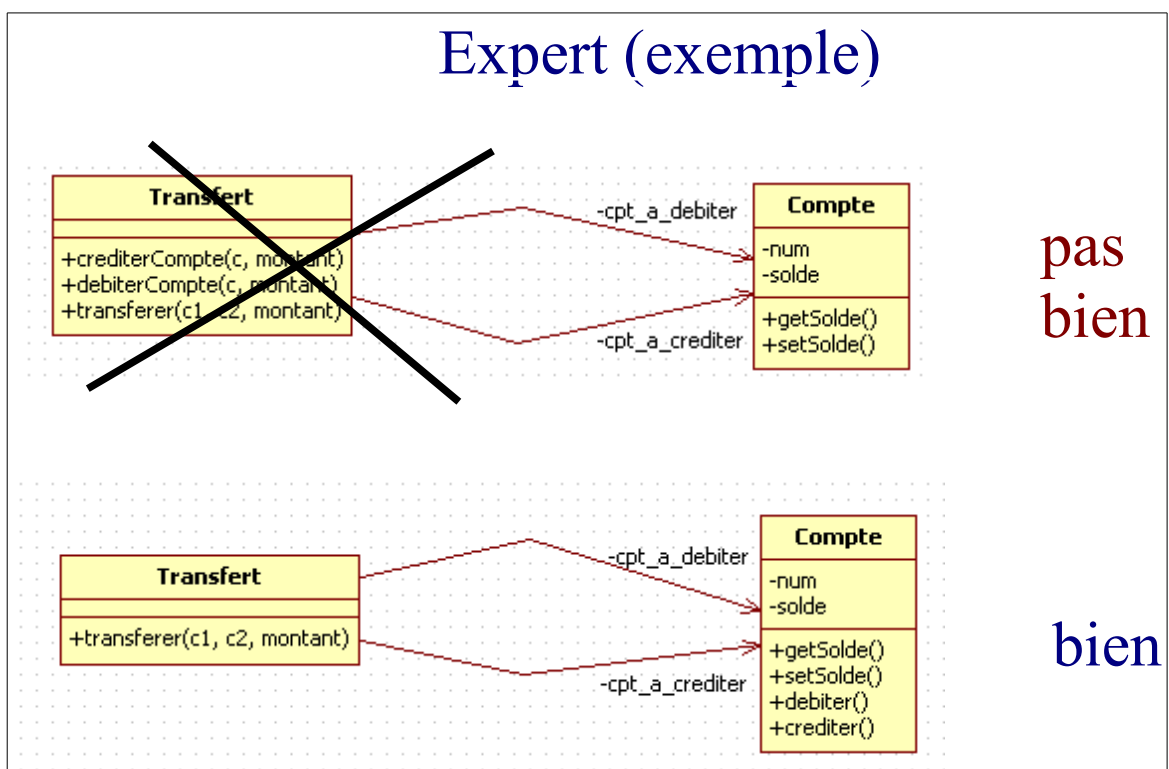 Expert (exemple)
Transfert
+crediterCompte(c, montant)
+debiterCompte(c, montant)
+transferer(c1, c2, montant)
-cpt_a_debiter
-cpt_a_crediter
Compte
-num
-solde
+getSolde()
+setSolde()
pas
bien
Transfert
+transferer(c1, c2, montant)
-cpt_a_debiter
-cpt_a_crediter
Compte
-num
-solde
+getSolde()
+setSolde()
+debiter()
+crediter()
bien